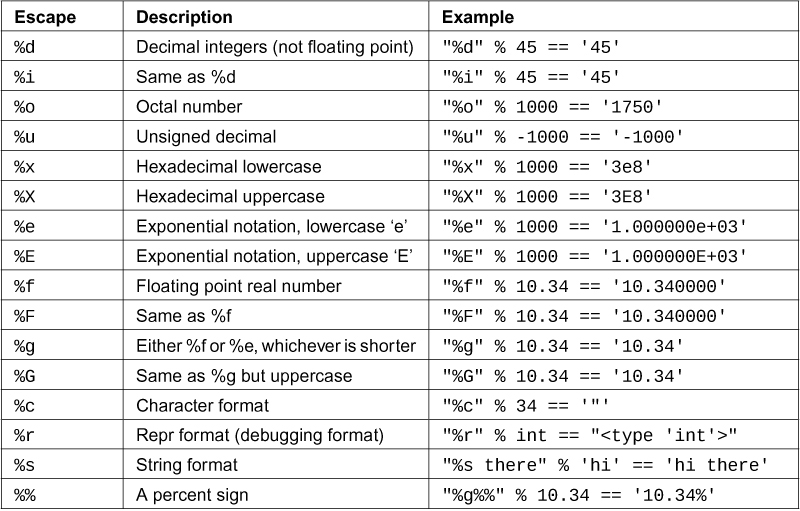 Escape Description Example
%d Decimal integers (not floating point) "%d" % 45 == '45'
%i Same as %d "%i" % 45 == '45'
%o Octal number "%o" % 1000 == '1750'
%u Unsigned decimal "%u" % -1000 == '-1000'
%x Hexadecimal lowercase "%x" % 1000 == '3e8'
%X Hexadecimal uppercase "%X" % 1000 == '3E8'
%e Exponential notation, lowercase ‘e’ "%e" % 1000 == '1.000000e+03'
%E Exponential notation, uppercase ‘E’ "%E" % 1000 == '1.000000E+03'
%f Floating point real number "%f" % 10.34 == '10.340000'
%F Same as %f "%F" % 10.34 == '10.340000'
%g Either %f or %e, whichever is shorter "%g" % 10.34 == '10.34'
%G Same as %g but uppercase "%G" % 10.34 == '10.34'
%c Character format "%c" % 34 == '"'
%r Repr format (debugging format) "%r" % int == "<type 'int'>"
%s String format "%s there" % 'hi' == 'hi there'
%% A percent sign "%g%%" % 10.34 == '10.34%'